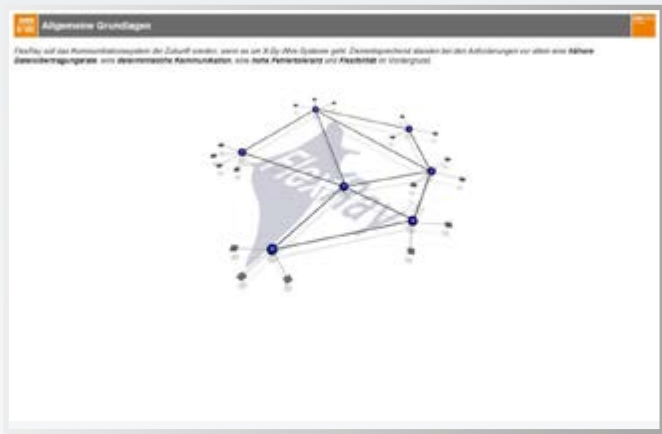 Allgemeine Grundlagen
FlexRay soll das Kommunikationssystem der Zukunft werden, wenn es um X-By-Wire-Systeme geht. Dementsprechend standen bei den Anforderungen vor allem eine höhere
Datenübertragungsrate, eine deterministische Kommunikation, eine hohe Fehlertoleranz und Flexibilität im Vordergrund.
FlexRay